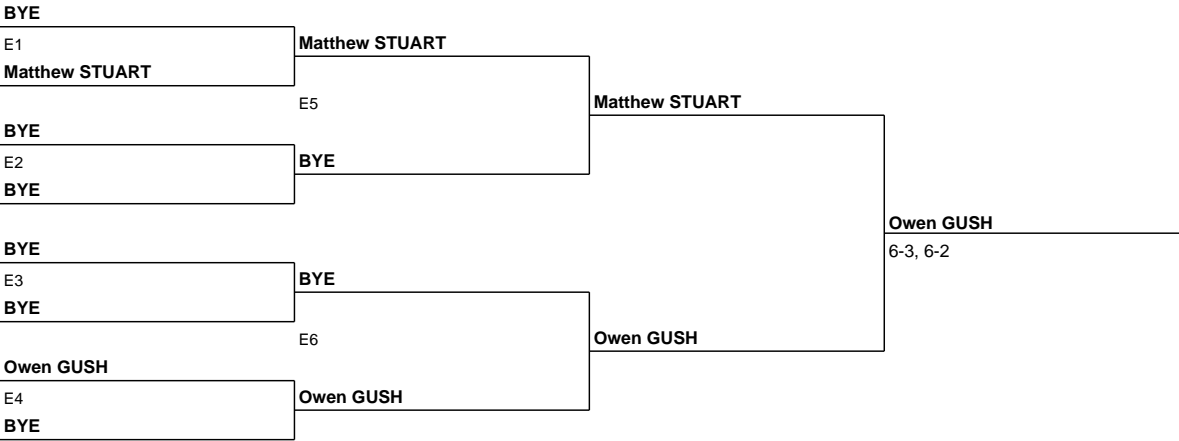 BYE
E1
Matthew STUART
BYE
E2
BYE
BYE
E3
BYE
Owen GUSH
E4
BYE
Matthew STUART
E5
BYE
BYE
E6
Owen GUSH
Matthew STUART
Owen GUSH
Owen GUSH
6-3, 6-2